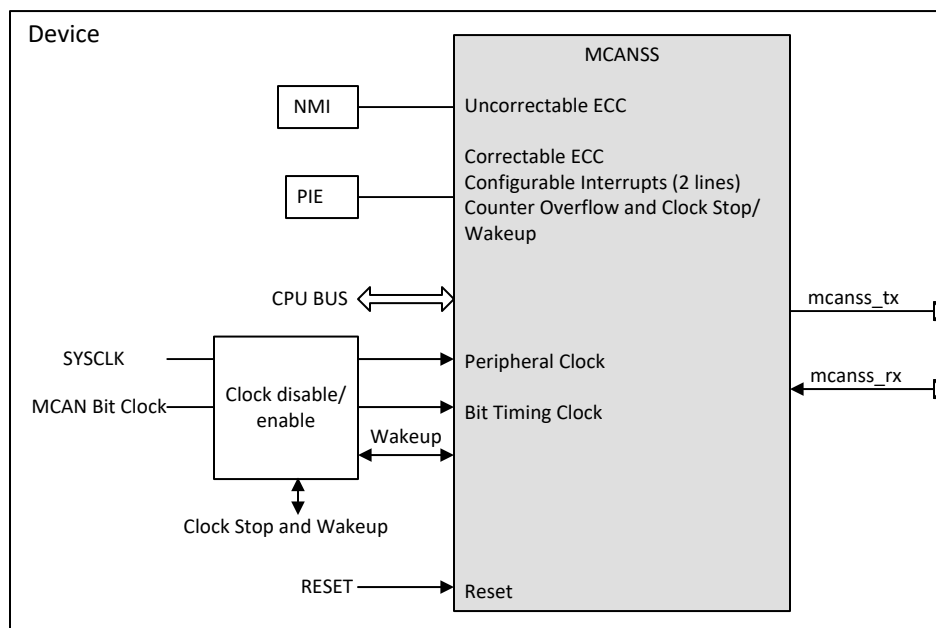 Device
MCANSS
NMI
Uncorrectable ECC
Correctable ECC
PIE
Configurable Interrupts (2 lines)
Counter Overflow and Clock Stop/
Wakeup
CPU BUS
mcanss_tx
SYSCLK
Peripheral Clock
mcanss_rx
Clock disable/
enable
MCAN Bit Clock
Bit Timing Clock
Wakeup
Clock Stop and Wakeup
RESET
Reset